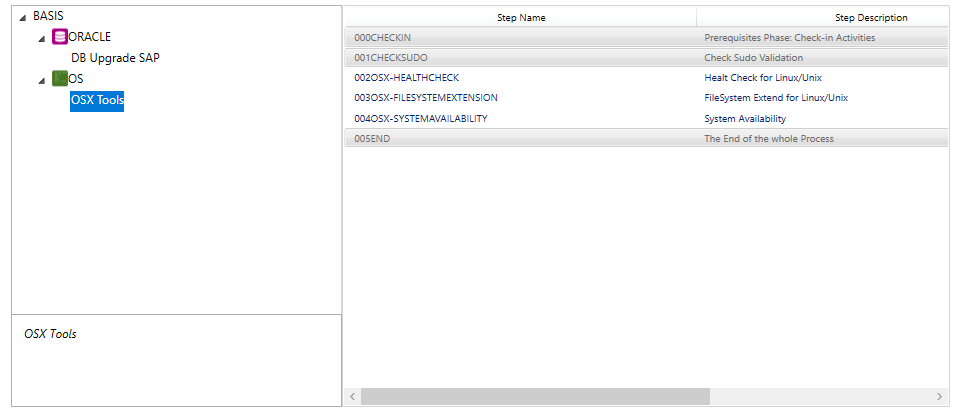 BASIS
ORACLE
DB Upgrade SAP
OS
OSX Tools
OSX Tools
Step Name Step Description
000CHECKIN Prerequisites Phase: Check-in Activities
001CHECKSUDO Check Sudo Validation
002OSX-HEALTHCHECK Healt Check for Linux/Unix
003OSX-FILESYSTEMEXTENSION FileSystem Extend for Linux/Unix
004OSX-SYSTEMAVAILABILITY System Availability
005END The End of the whole Process